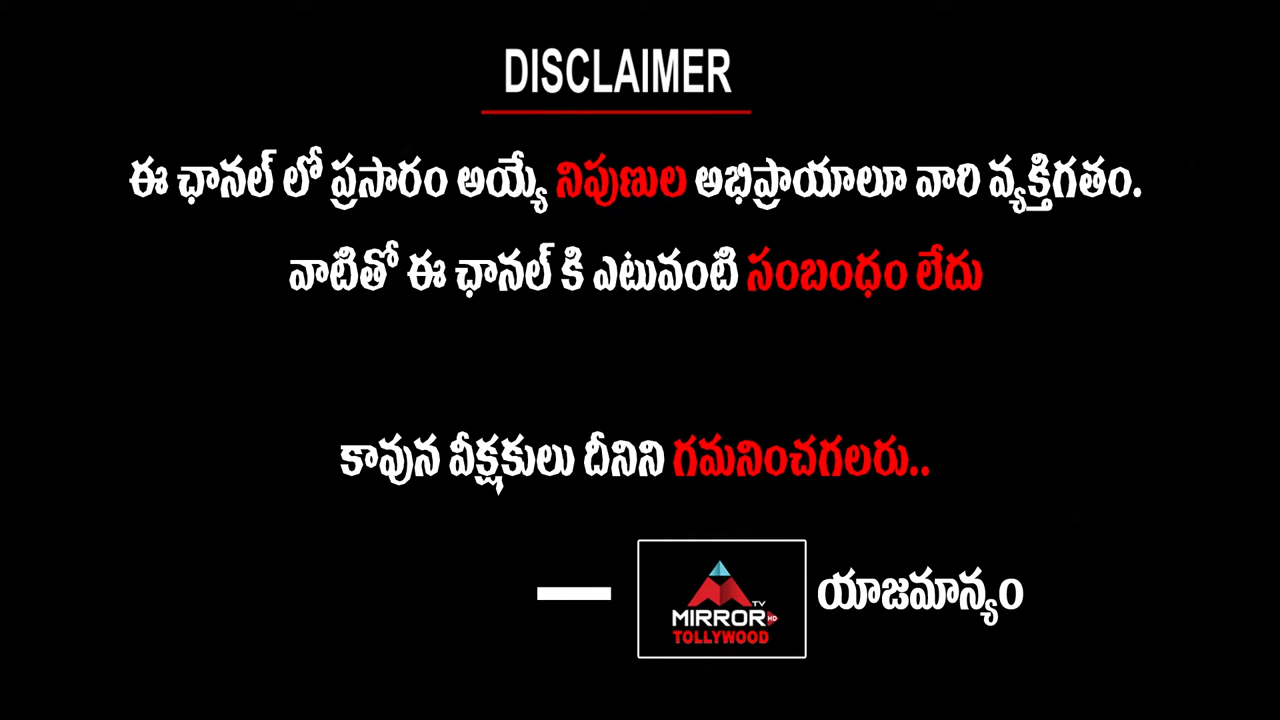 DISCLAIMER
ఈ ఛానల్ లో ప్రసారం అయ్యే నిపుణుల అభిప్రాయాలూ వారి వ్యక్తిగతం.
వాటితో ఈ ఛానల్ కి ఎటువంటి సంబంధం లేదు
కావున వీక్షకులు దీనిని గమనించగలరు..
— MIRROR TV HD యాజమాన్యం
TOLLYWOOD